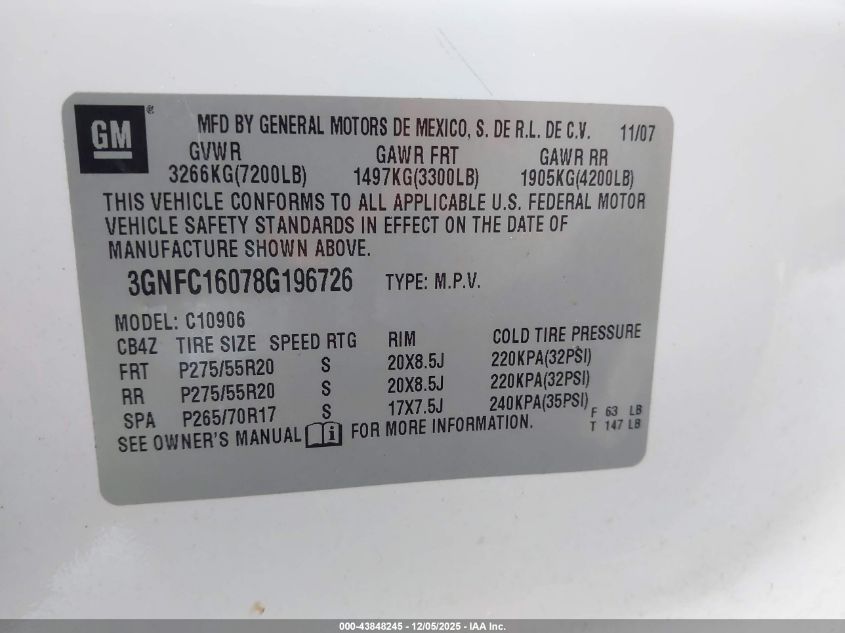 GM ® MFD BY GENERAL MOTORS DE MEXICO, S. DE R.L. DE C.V. 11/07
GVWR GAWR FRT GAWR RR
3266KG(7200LB) 1497KG(3300LB) 1905KG(4200LB)
THIS VEHICLE CONFORMS TO ALL APPLICABLE U.S. FEDERAL MOTOR
VEHICLE SAFETY STANDARDS IN EFFECT ON THE DATE OF
MANUFACTURE SHOWN ABOVE.
3GNFC16078G196726 TYPE: M.P.V.
MODEL: C10906
CB4Z TIRE SIZE SPEED RTG RIM COLD TIRE PRESSURE
FRT P275/55R20 S 20X8.5J 220KPA(32PSI)
RR P275/55R20 S 20X8.5J 220KPA(32PSI)
SPA P265/70R17 S 17X7.5J 240KPA(35PSI) F 63 LB
SEE OWNER'S MANUAL i FOR MORE INFORMATION. T 147 LB
000-43848245 - 12/05/2025 - IAA Inc.